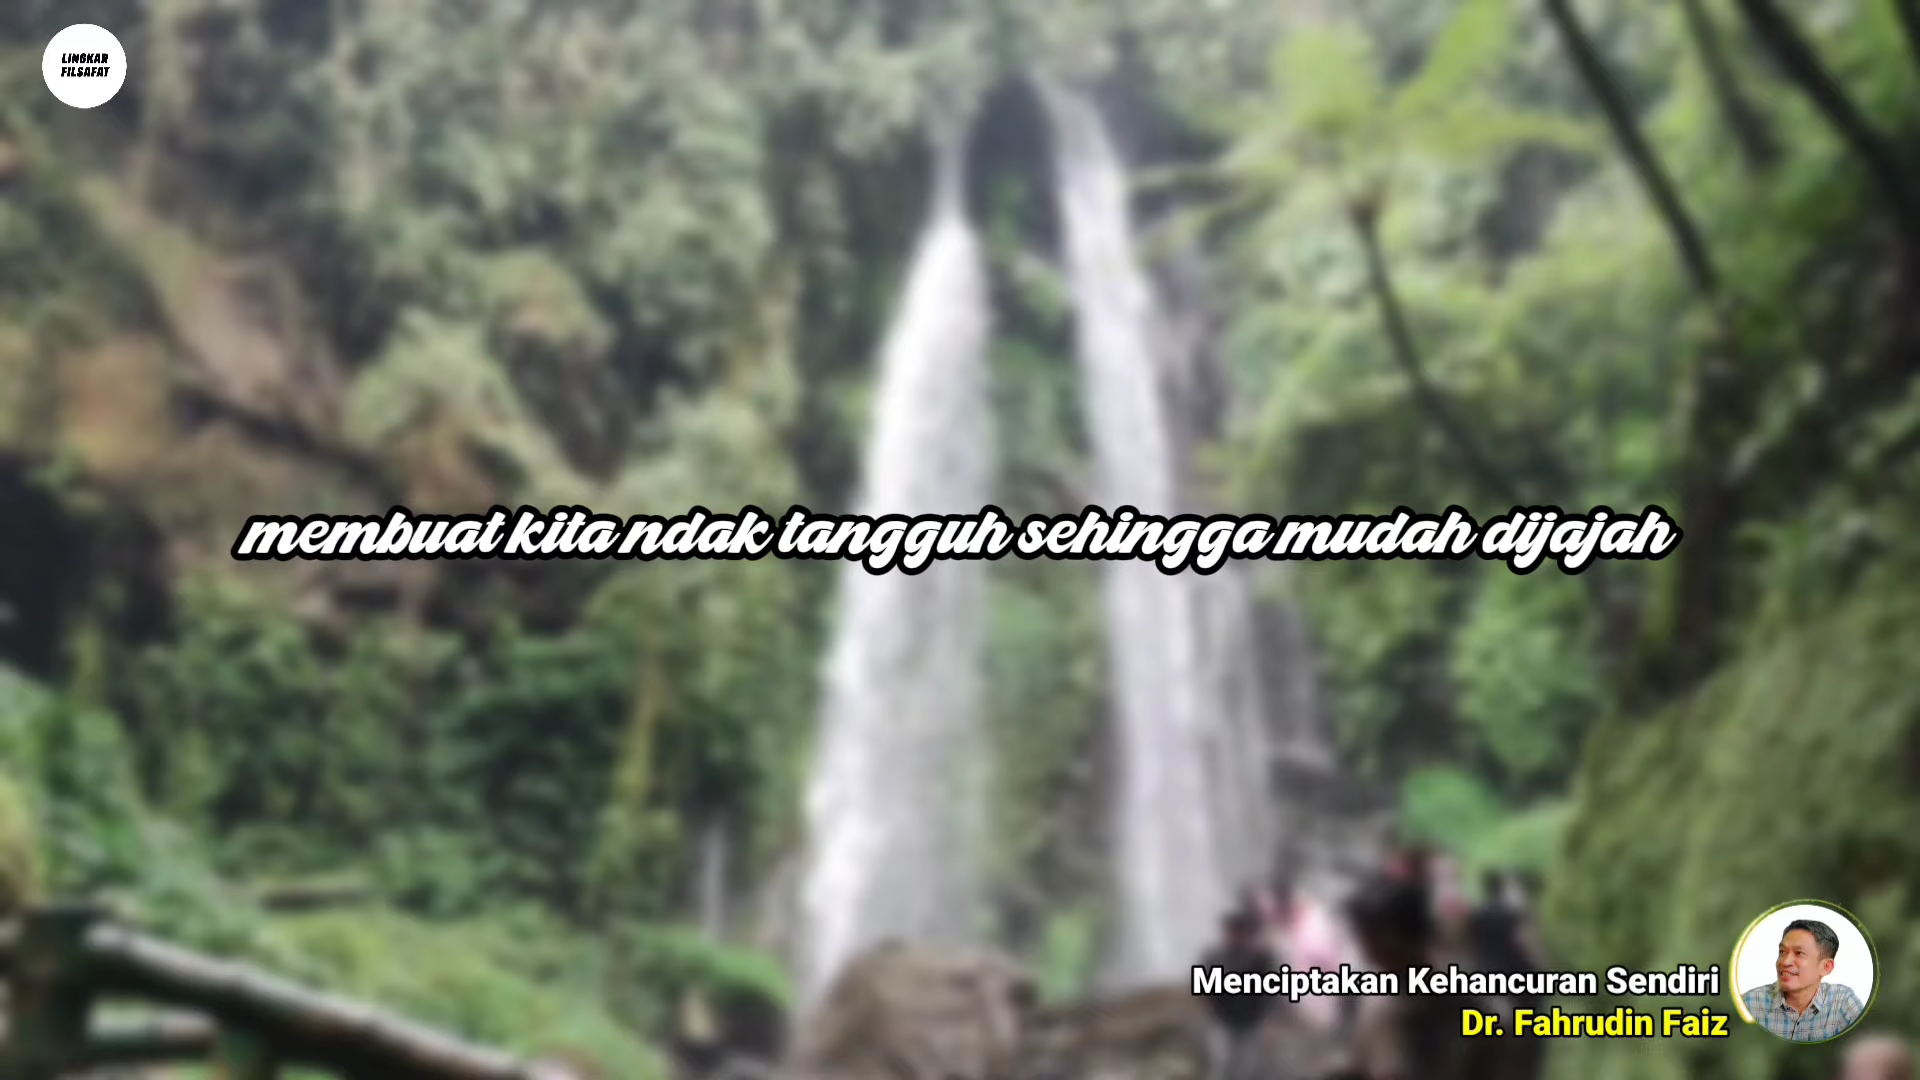 LINGKAR
FILSAFAT
membuat kita ndak tangguh sehingga mudah dijajah
Menciptakan Kehancuran Sendiri
Dr. Fahrudin Faiz